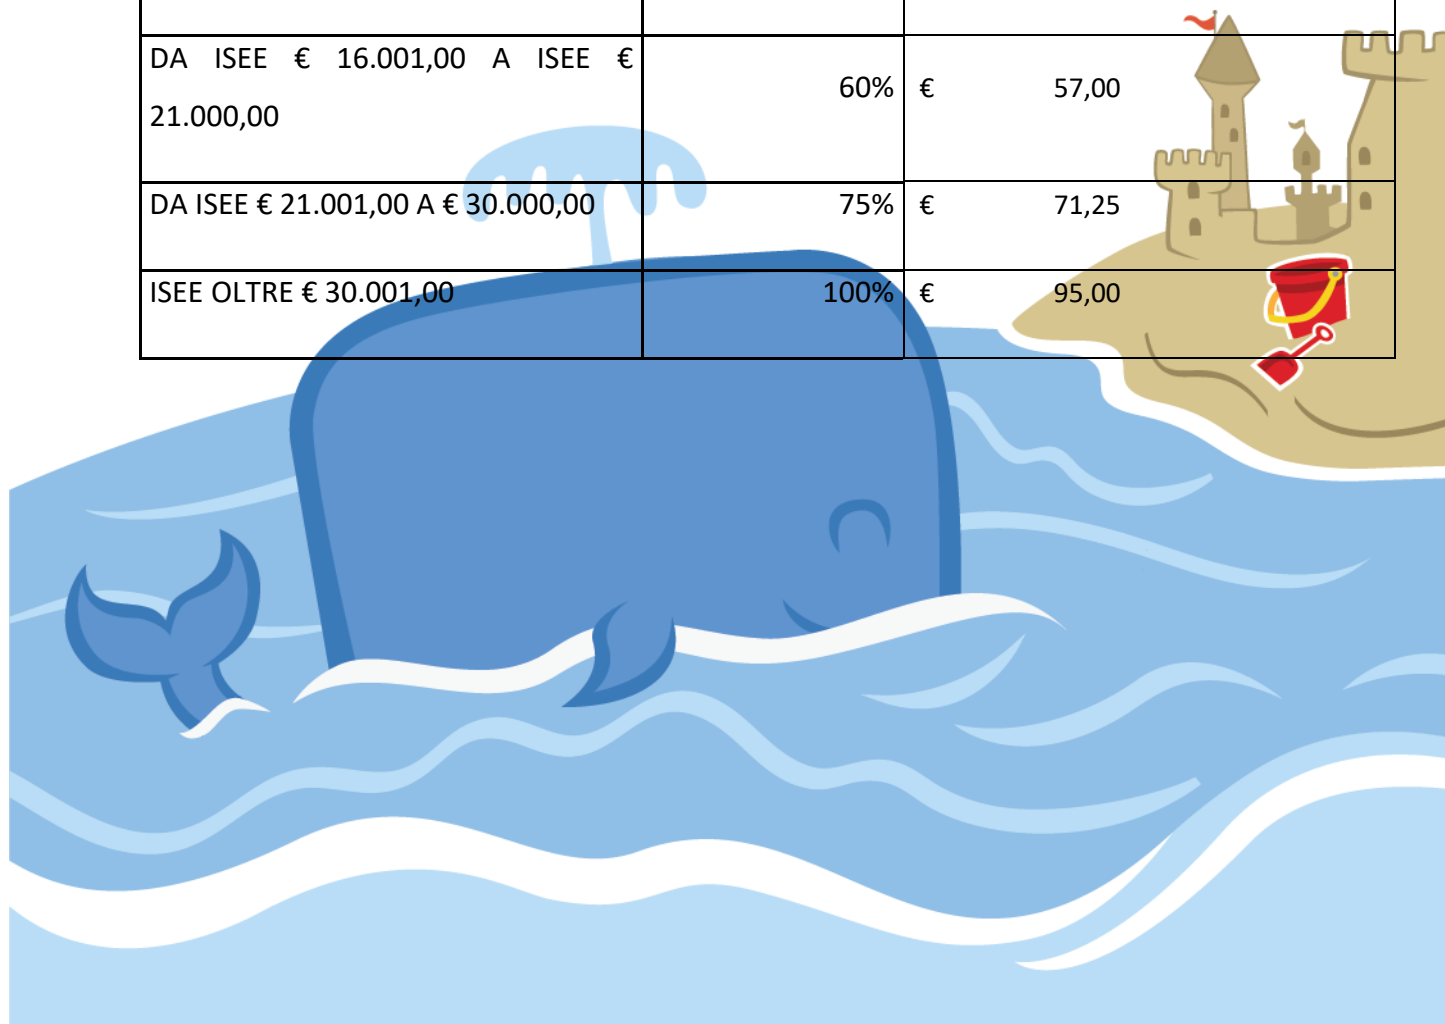 DA ISEE € 16.001,00 A ISEE €
21.000,00
60% € 57,00
DA ISEE € 21.001,00 A € 30.000,00 75% € 71,25
ISEE OLTRE € 30.001,00 100% € 95,00